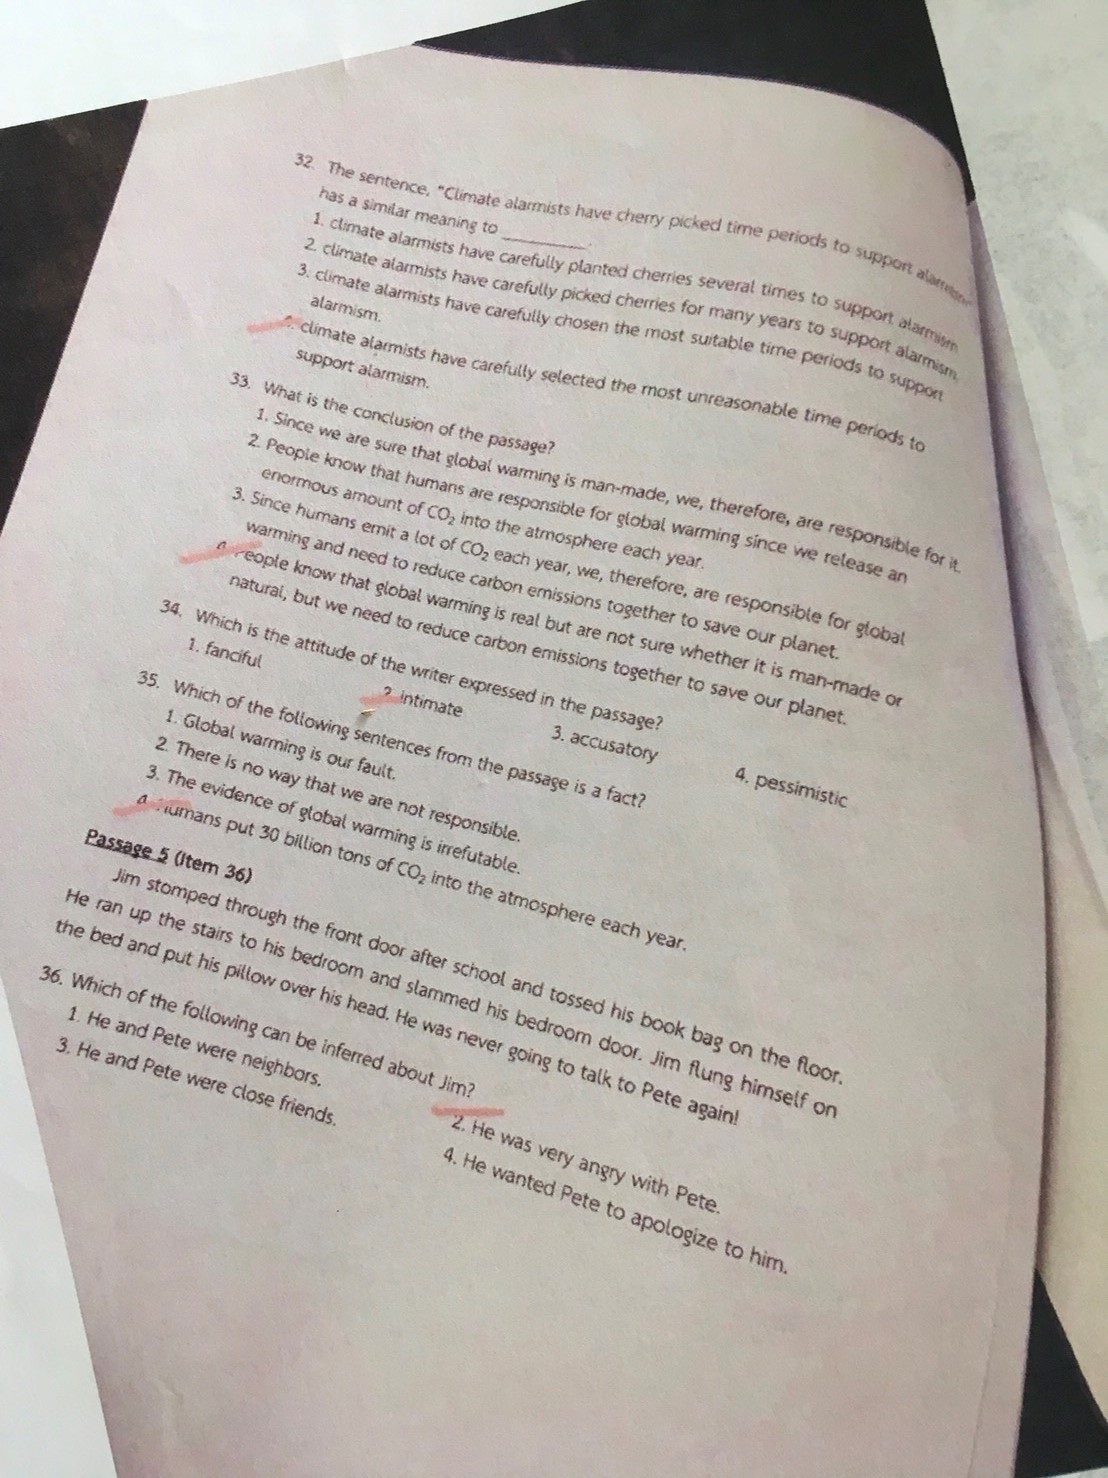 32. The sentence, "Climate alarmists have cherry picked time periods to support
has a similar meaning to __________.
1. climate alarmists have carefully planted cherries several times to support alarmism.
2. climate alarmists have carefully picked cherries for many years to support alarmism.
3. climate alarmists have carefully chosen the most suitable time periods to support
alarmism.
climate alarmists have carefully selected the most unreasonable time periods to
support alarmism.
33. What is the conclusion of the passage?
1. Since we are sure that global warming is man-made, we, therefore, are responsible for it.
2. People know that humans are responsible for global warming since we release an
enormous amount of CO₂ into the atmosphere each year.
3. Since humans emit a lot of CO₂ each year, we, therefore, are responsible for global
warming and need to reduce carbon emissions together to save our planet.
4. People know that global warming is real but are not sure whether it is man-made or
natural, but we need to reduce carbon emissions together to save our planet.
34. Which is the attitude of the writer expressed in the passage?
1. fanciful 2. intimate 3. accusatory 4. pessimistic
35. Which of the following sentences from the passage is a fact?
1. Global warming is our fault.
2. There is no way that we are not responsible.
3. The evidence of global warming is irrefutable.
4. Humans put 30 billion tons of CO₂ into the atmosphere each year.
Passage 5 (Item 36)
Jim stomped through the front door after school and tossed his book bag on the floor.
He ran up the stairs to his bedroom and slammed his bedroom door. Jim flung himself on
the bed and put his pillow over his head. He was never going to talk to Pete again!
36. Which of the following can be inferred about Jim?
1. He and Pete were neighbors. 2. He was very angry with Pete.
3. He and Pete were close friends. 4. He wanted Pete to apologize to him.